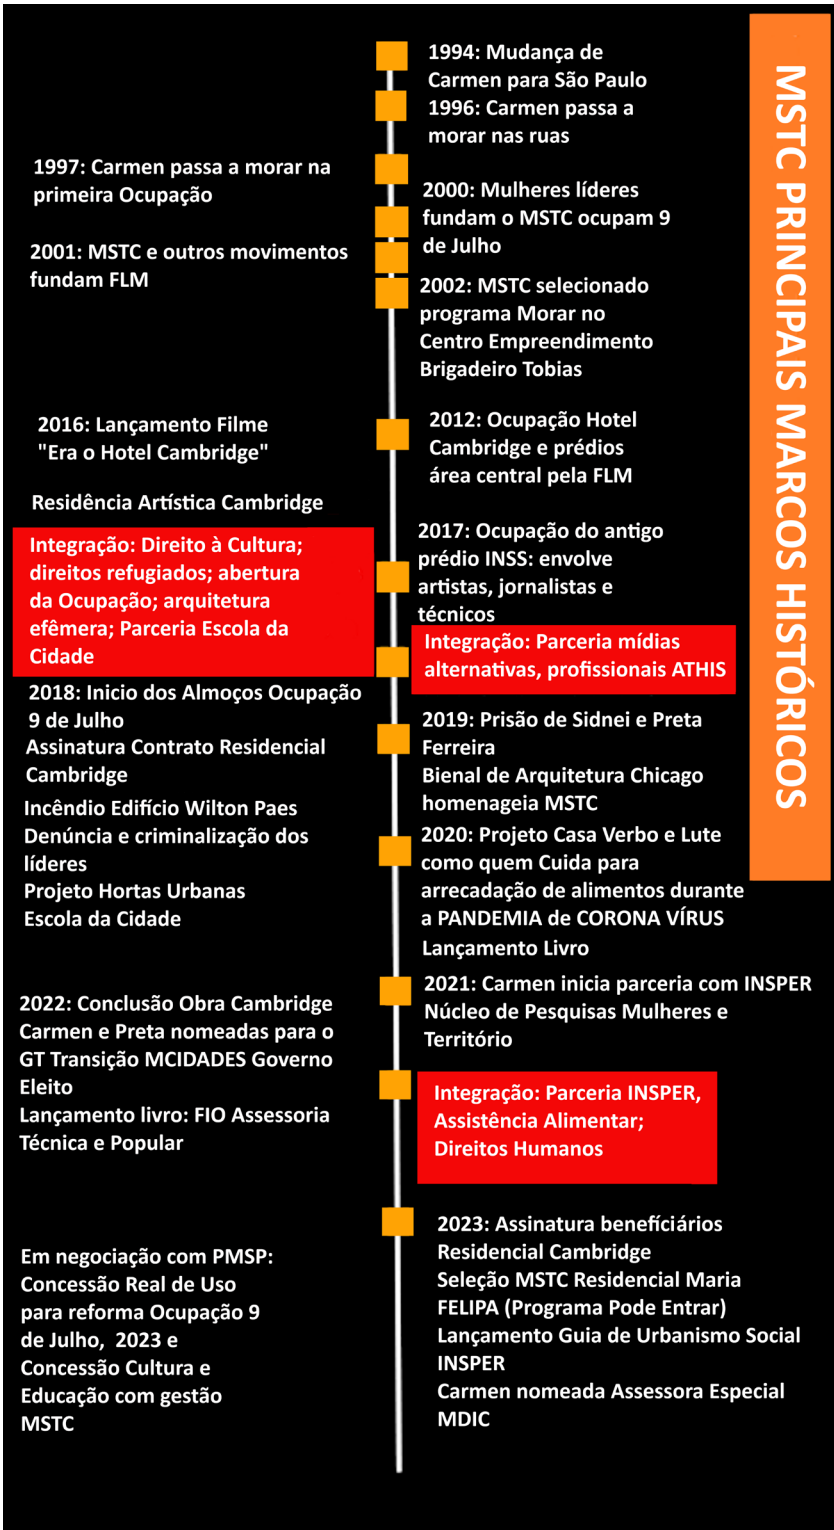 MSTC PRINCIPAIS MARCOS HISTÓRICOS
1994: Mudança de
Carmen para São Paulo
1996: Carmen passa a
morar nas ruas
1997: Carmen passa a morar na
primeira Ocupação
2000: Mulheres líderes
fundam o MSTC ocupam 9
de Julho
2001: MSTC e outros movimentos
fundam FLM
2002: MSTC selecionado
programa Morar no
Centro Empreendimento
Brigadeiro Tobias
2012: Ocupação Hotel
Cambridge e prédios
área central pela FLM
2016: Lançamento Filme
"Era o Hotel Cambridge"
Residência Artística Cambridge
Integração: Direito à Cultura;
direitos refugiados; abertura
da Ocupação; arquitetura
efêmera; Parceria Escola da
Cidade
2017: Ocupação do antigo
prédio INSS: envolve
artistas, jornalistas e
técnicos
Integração: Parceria mídias
alternativas, profissionais ATHIS
2018: Inicio dos Almoços Ocupação
9 de Julho
Assinatura Contrato Residencial
Cambridge
Incêndio Edifício Wilton Paes
Denúncia e criminalização dos
líderes
Projeto Hortas Urbanas
Escola da Cidade
2019: Prisão de Sidnei e Preta
Ferreira
Bienal de Arquitetura Chicago
homenageia MSTC
2020: Projeto Casa Verbo e Lute
como quem Cuida para
arrecadação de alimentos durante
a PANDEMIA de CORONA VÍRUS
Lançamento Livro
2021: Carmen inicia parceria com INSPER
Núcleo de Pesquisas Mulheres e
Território
2022: Conclusão Obra Cambridge
Carmen e Preta nomeadas para o
GT Transição MCIDADES Governo
Eleito
Lançamento livro: FIO Assessoria
Técnica e Popular
Integração: Parceria INSPER,
Assistência Alimentar;
Direitos Humanos
2023: Assinatura benefíciários
Residencial Cambridge
Seleção MSTC Residencial Maria
FELIPA (Programa Pode Entrar)
Lançamento Guia de Urbanismo Social
INSPER
Carmen nomeada Assessora Especial
MDIC
Em negociação com PMSP:
Concessão Real de Uso
para reforma Ocupação 9
de Julho,  2023 e
Concessão Cultura e
Educação com gestão
MSTC